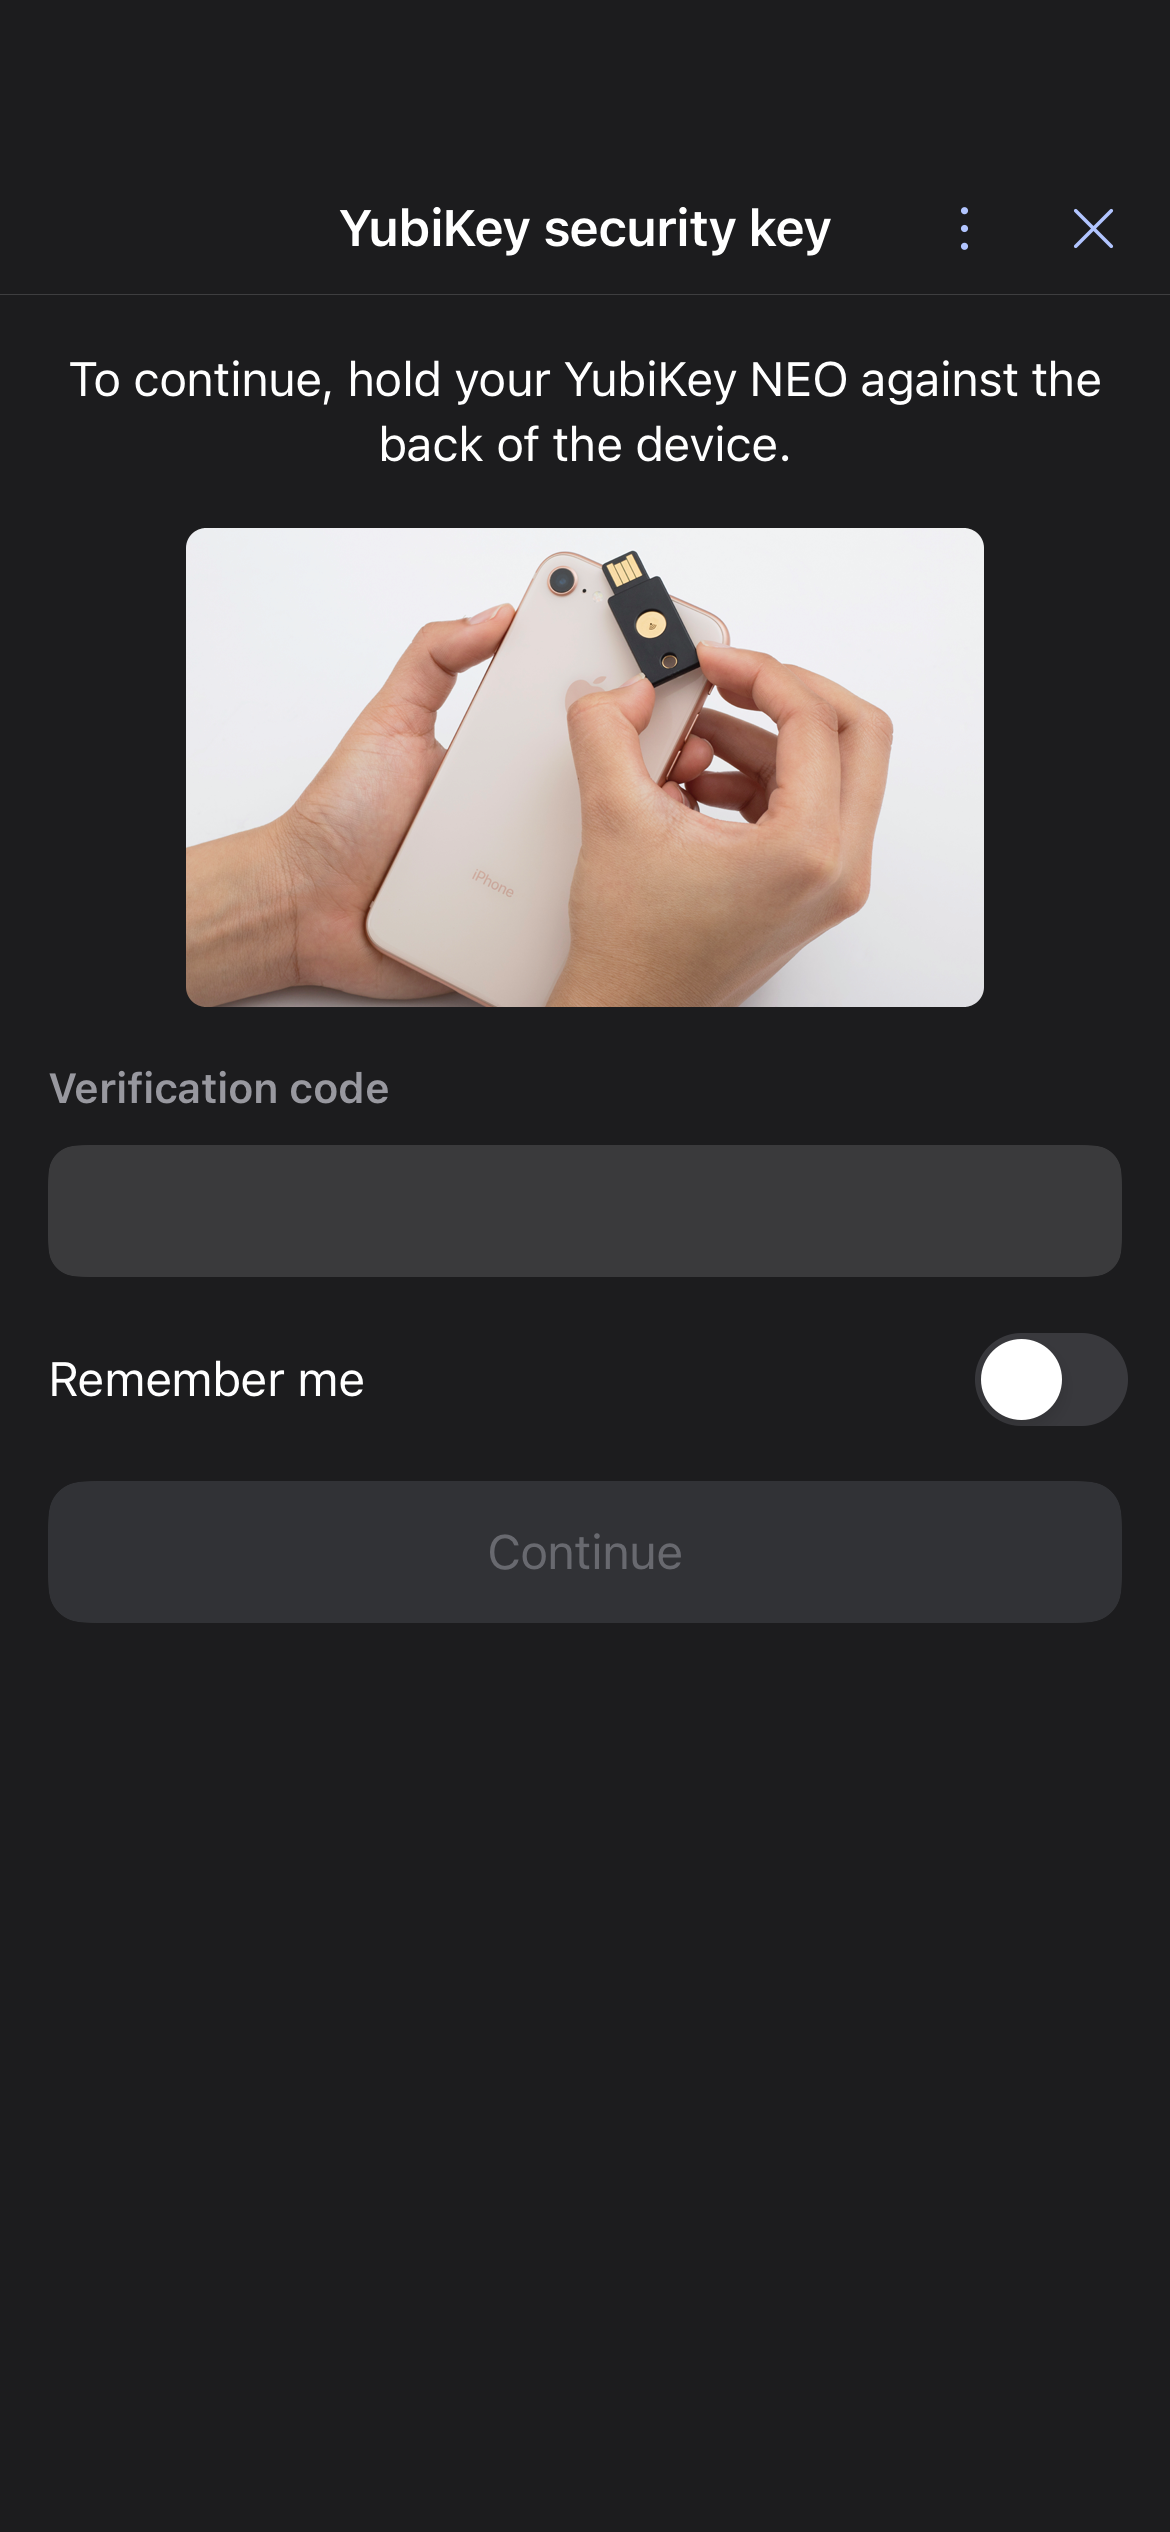 YubiKey security key
To continue, hold your YubiKey NEO against the
back of the device.
iPhone
Verification code
Remember me
Continue